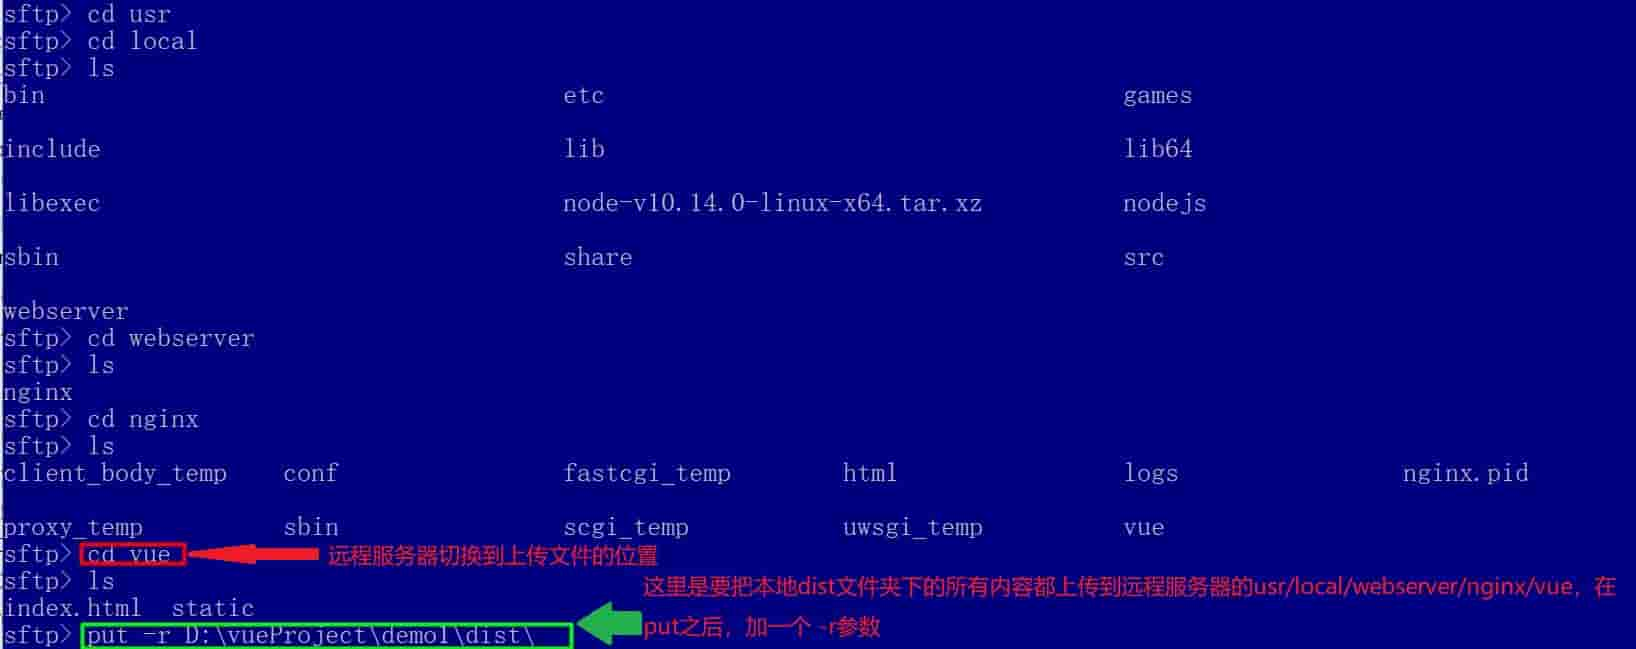 sftp> cd usr
sftp> cd local
sftp> ls
bin etc games
include lib lib64
libexec node-v10.14.0-linux-x64.tar.xz nodejs
sbin share src
webserver
sftp> cd webserver
sftp> ls
nginx
sftp> cd nginx
sftp> ls
client_body_temp conf fastcgi_temp html logs nginx.pid
proxy_temp sbin scgi_temp uwsgi_temp vue
sftp> cd vue 远程服务器切换到上传文件的位置
sftp> ls
这里是要把本地dist文件夹下的所有内容都上传到远程服务器的usr/local/webserver/nginx/vue，在
index.html static
put之后，加一个 -r参数
sftp> put -r D:\vueProject\demo1\dist\